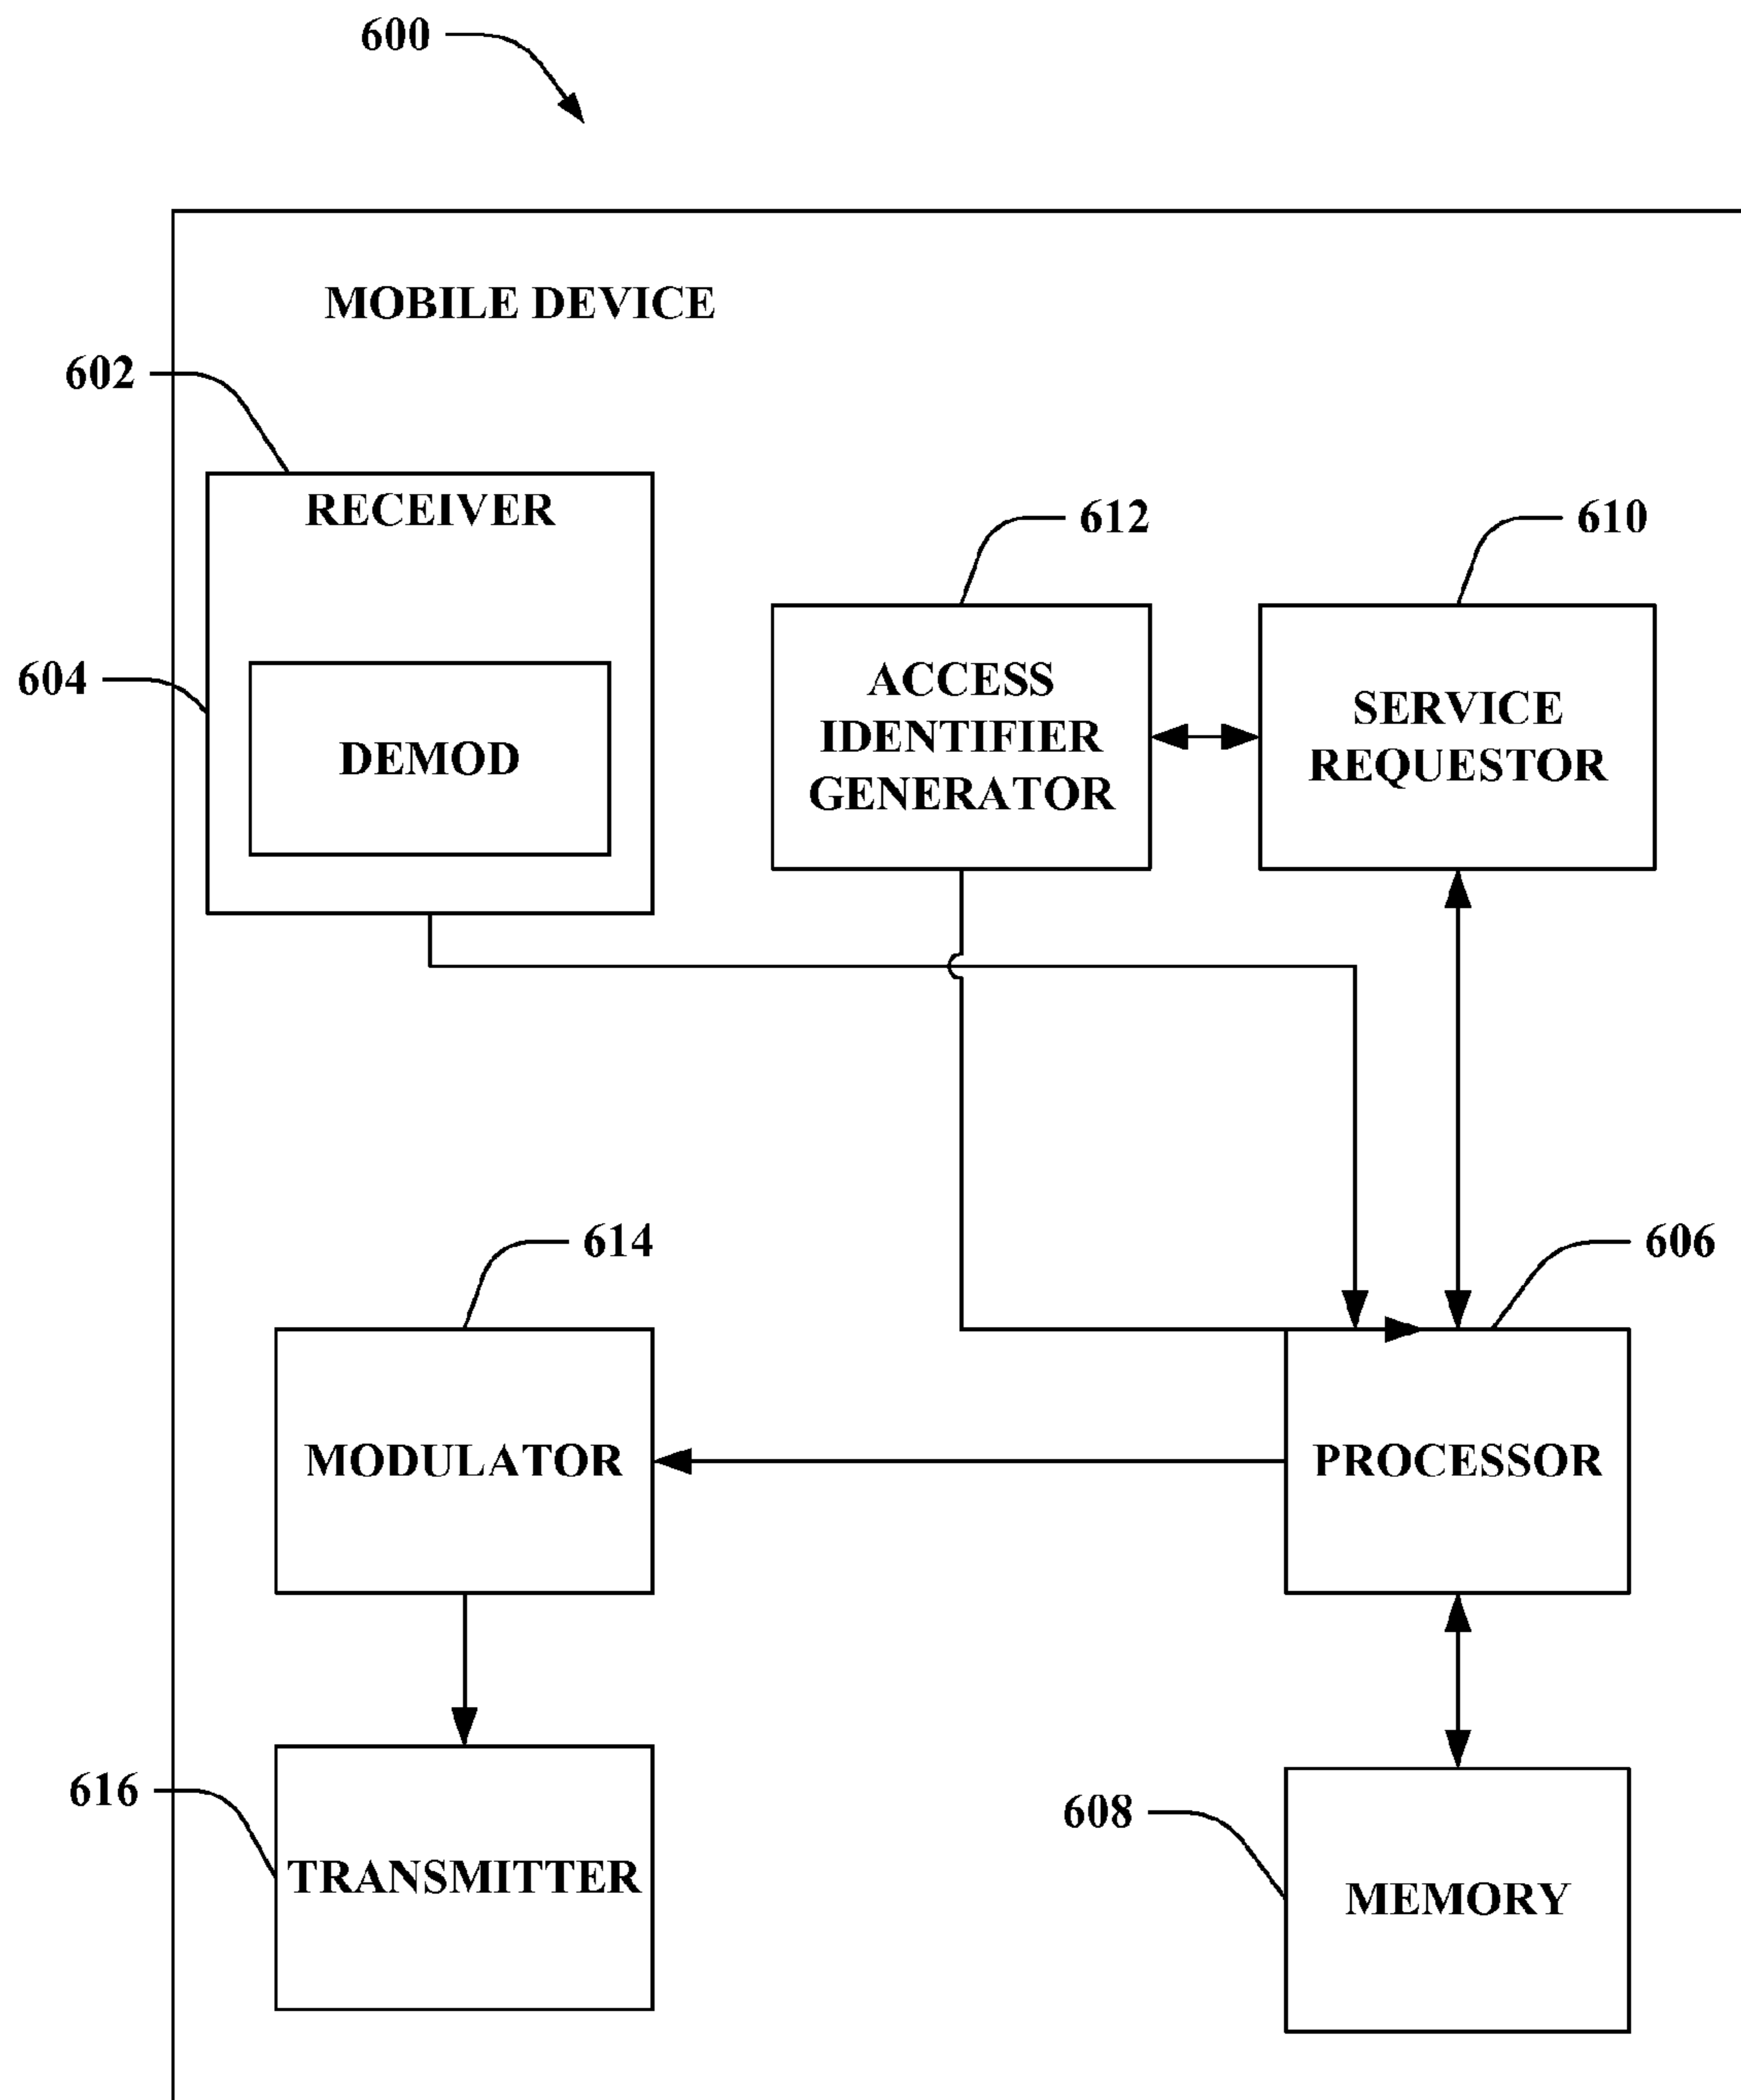 600
MOBILE DEVICE
602
RECEIVER
612
610
604
DEMOD
ACCESS
IDENTIFIER
GENERATOR
SERVICE
REQUESTOR
614
606
MODULATOR
PROCESSOR
616
TRANSMITTER
608
MEMORY